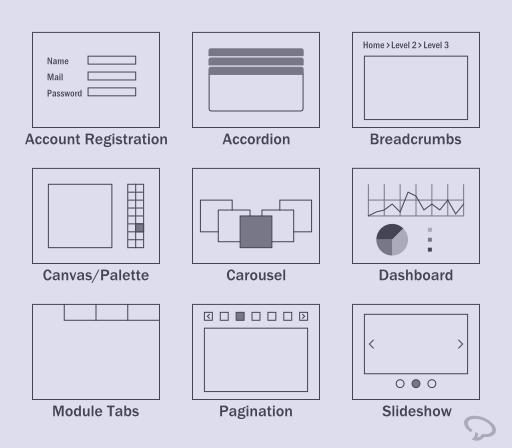 Name
Mail
Password
Account Registration
Accordion
Home > Level 2 > Level 3
Breadcrumbs
Canvas/Palette
Carousel
Dashboard
Module Tabs
Pagination
Slideshow